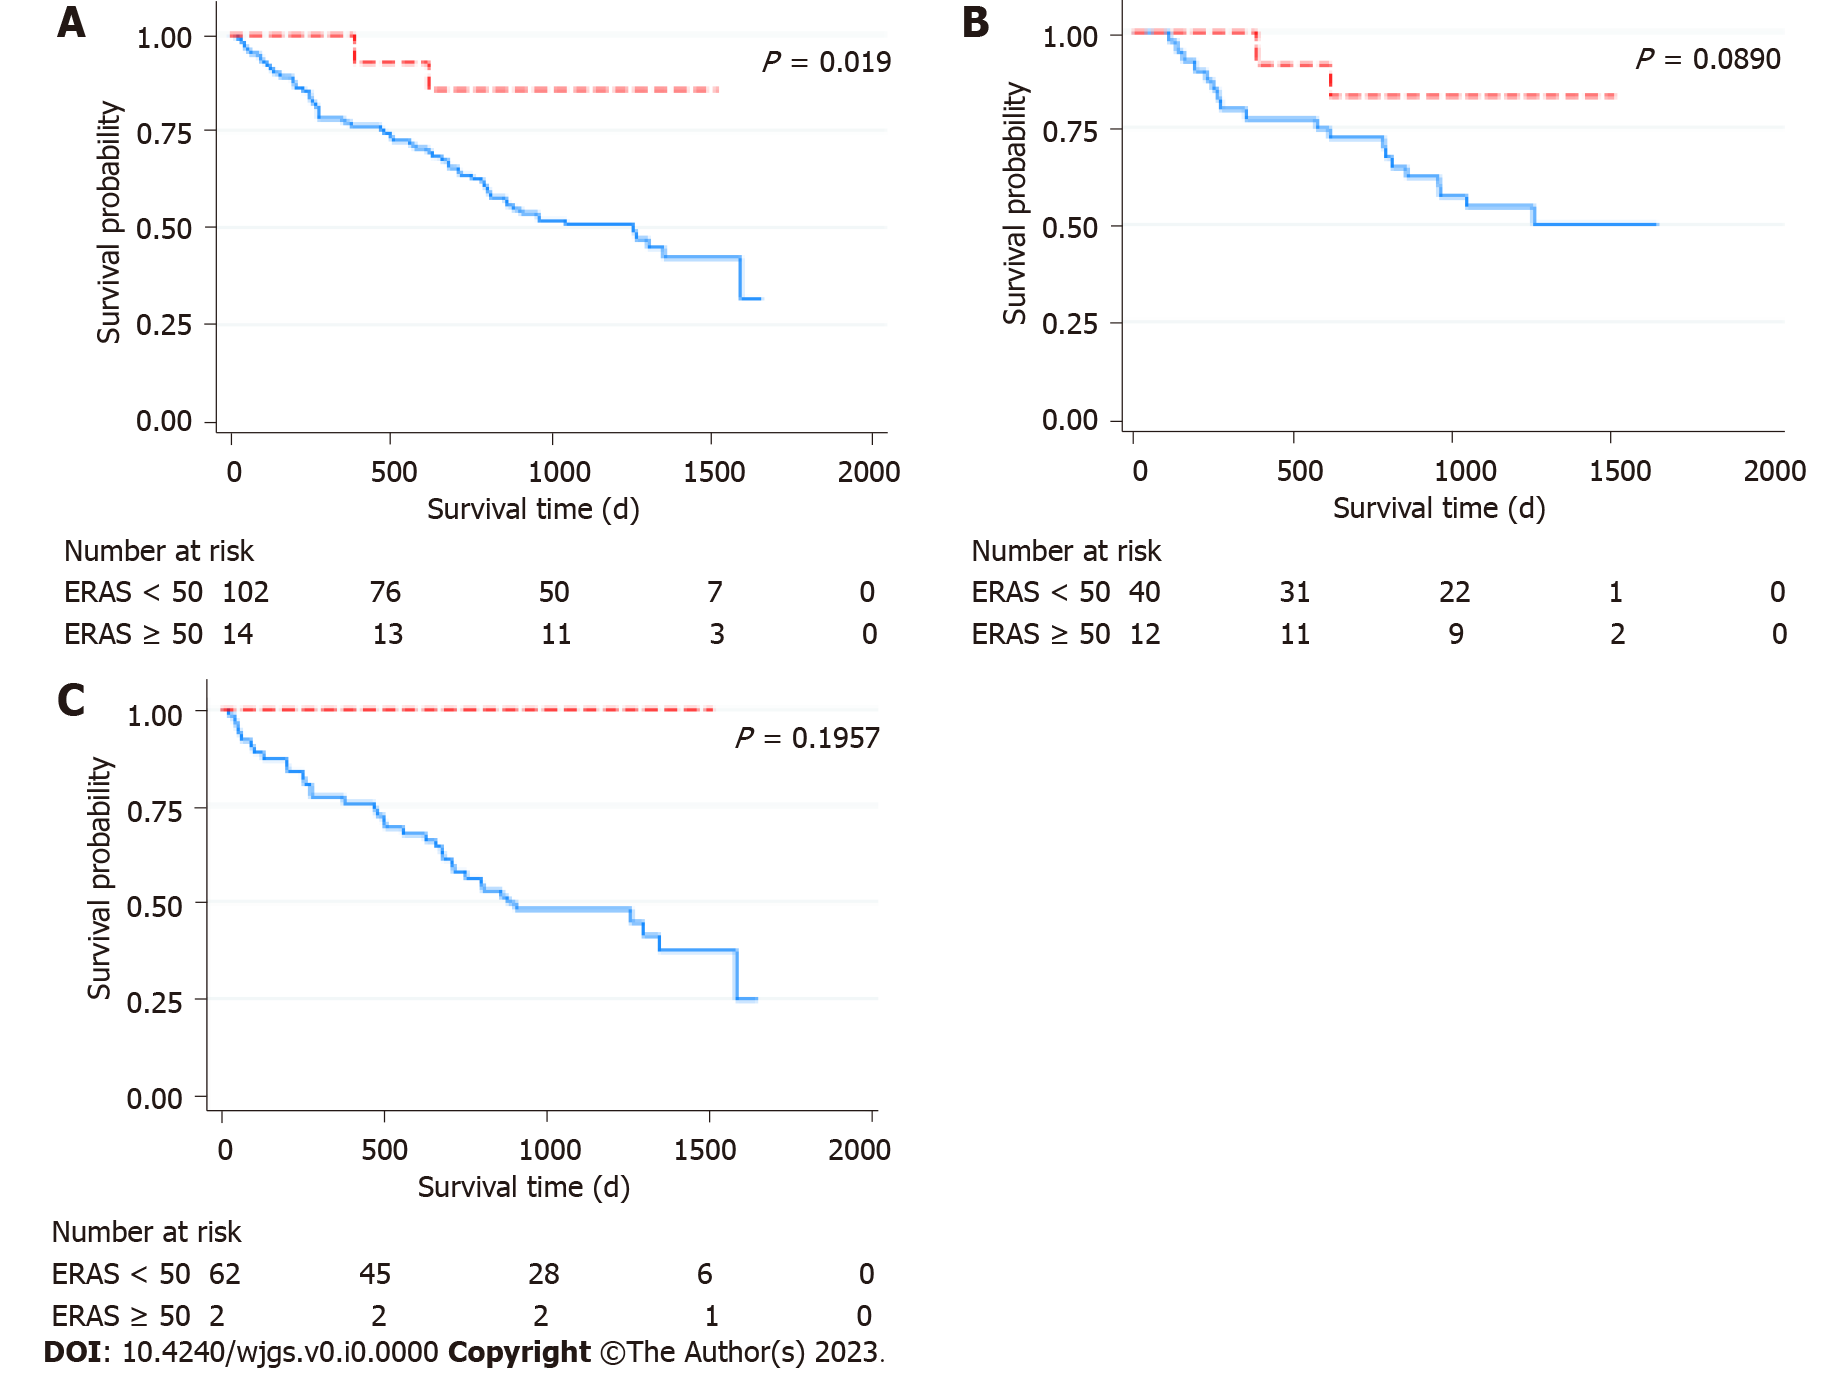 A
1.00
0.75
0.50
0.25
0.00
Survival probability
P = 0.019
0 500 1000 1500 2000
Survival time (d)
Number at risk
ERAS < 50 102 76 50 7 0
ERAS ≥ 50 14 13 11 3 0
B
1.00
0.75
0.50
0.25
0.00
Survival probability
P = 0.0890
0 500 1000 1500 2000
Survival time (d)
Number at risk
ERAS < 50 40 31 22 1 0
ERAS ≥ 50 12 11 9 2 0
C
1.00
0.75
0.50
0.25
0.00
Survival probability
P = 0.1957
0 500 1000 1500 2000
Survival time (d)
Number at risk
ERAS < 50 62 45 28 6 0
ERAS ≥ 50 2 2 2 1 0
DOI: 10.4240/wjgs.v0.i0.0000 Copyright ©The Author(s) 2023.